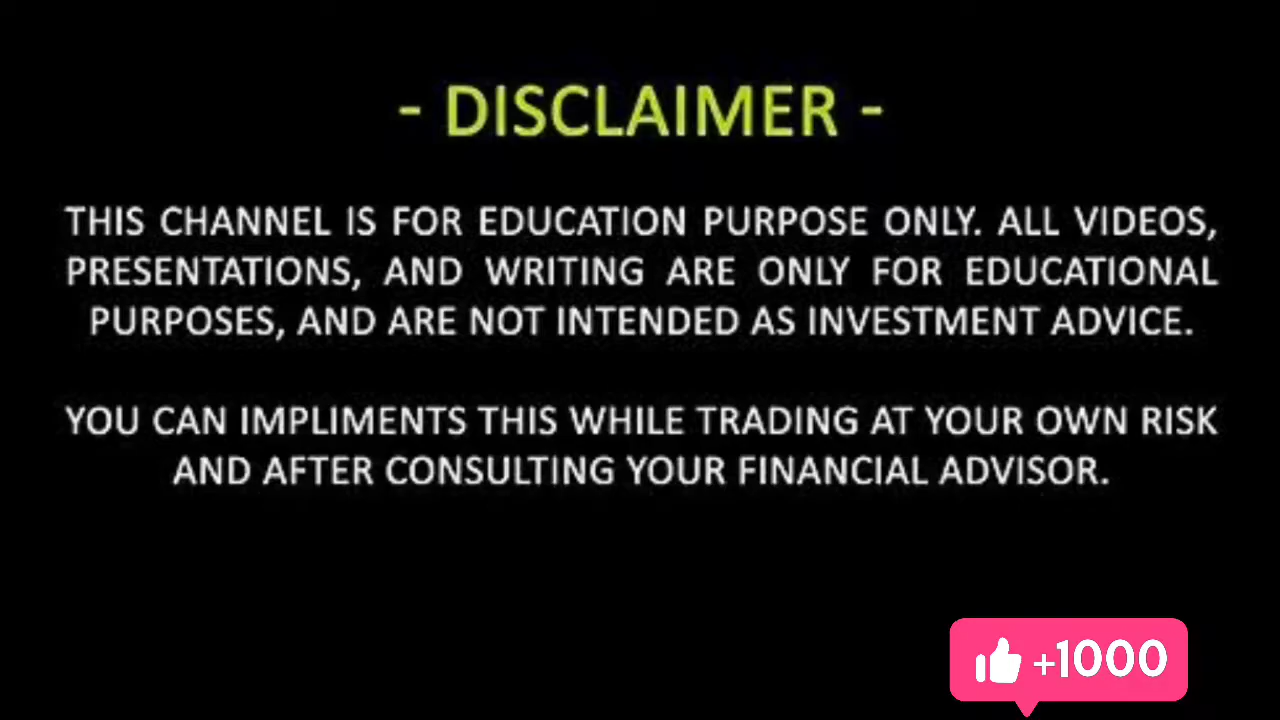 - DISCLAIMER -
THIS CHANNEL IS FOR EDUCATION PURPOSE ONLY. ALL VIDEOS,
PRESENTATIONS, AND WRITING ARE ONLY FOR EDUCATIONAL
PURPOSES, AND ARE NOT INTENDED AS INVESTMENT ADVICE.
YOU CAN IMPLIMENTS THIS WHILE TRADING AT YOUR OWN RISK
AND AFTER CONSULTING YOUR FINANCIAL ADVISOR.
+1000